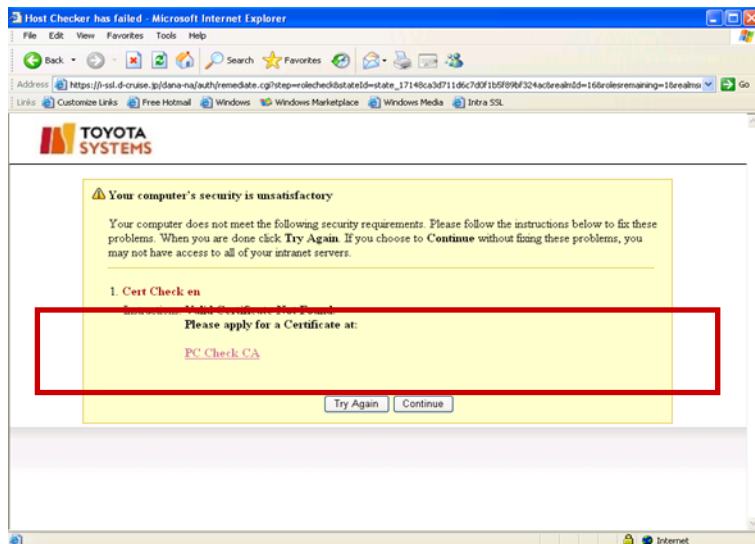 Host Checker has failed - Microsoft Internet Explorer
File Edit View Favorites Tools Help
Back Search Favorites
Address https://i-ssl.d-cruise.jp/dana-na/auth/remediate.cgi?step=rolecheck&stateId=state_17148ca3d711d6c7d0f1b5f89bf324ac&realmId=16&rolesremaining=1&realms Go
Links Customize Links Free Hotmail Windows Windows Marketplace Windows Media Intra SSL
TOYOTA
SYSTEMS
Your computer's security is unsatisfactory
Your computer does not meet the following security requirements. Please follow the instructions below to fix these
problems. When you are done click Try Again. If you choose to Continue without fixing these problems, you
may not have access to all of your intranet servers.
1. Cert Check en
Instructions: Valid Certificate Not Found.
Please apply for a Certificate at:
PC Check CA
Try Again Continue
Internet